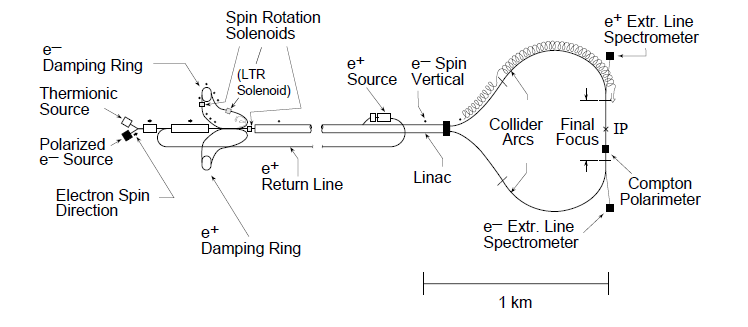 Spin Rotation
Solenoids
e–
Damping Ring
(LTR
Solenoid)
Thermionic
Source
Polarized
e– Source
Electron Spin
Direction
e+
Damping Ring
e+
Return Line
e+
Source
e– Spin
Vertical
Linac
Collider
Arcs
Final
Focus
IP
e+ Extr. Line
Spectrometer
Compton
Polarimeter
e– Extr. Line
Spectrometer
1 km